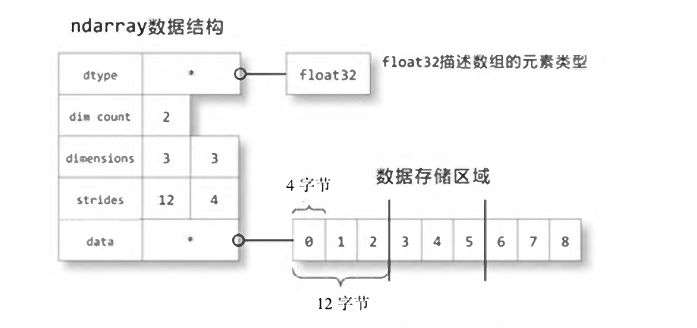 ndarray数据结构
dtype * float32 float32描述数组的元素类型
dim count 2
dimensions 3 3
4 字节 数据存储区域
strides 12 4
data * 0 1 2 3 4 5 6 7 8
12 字节